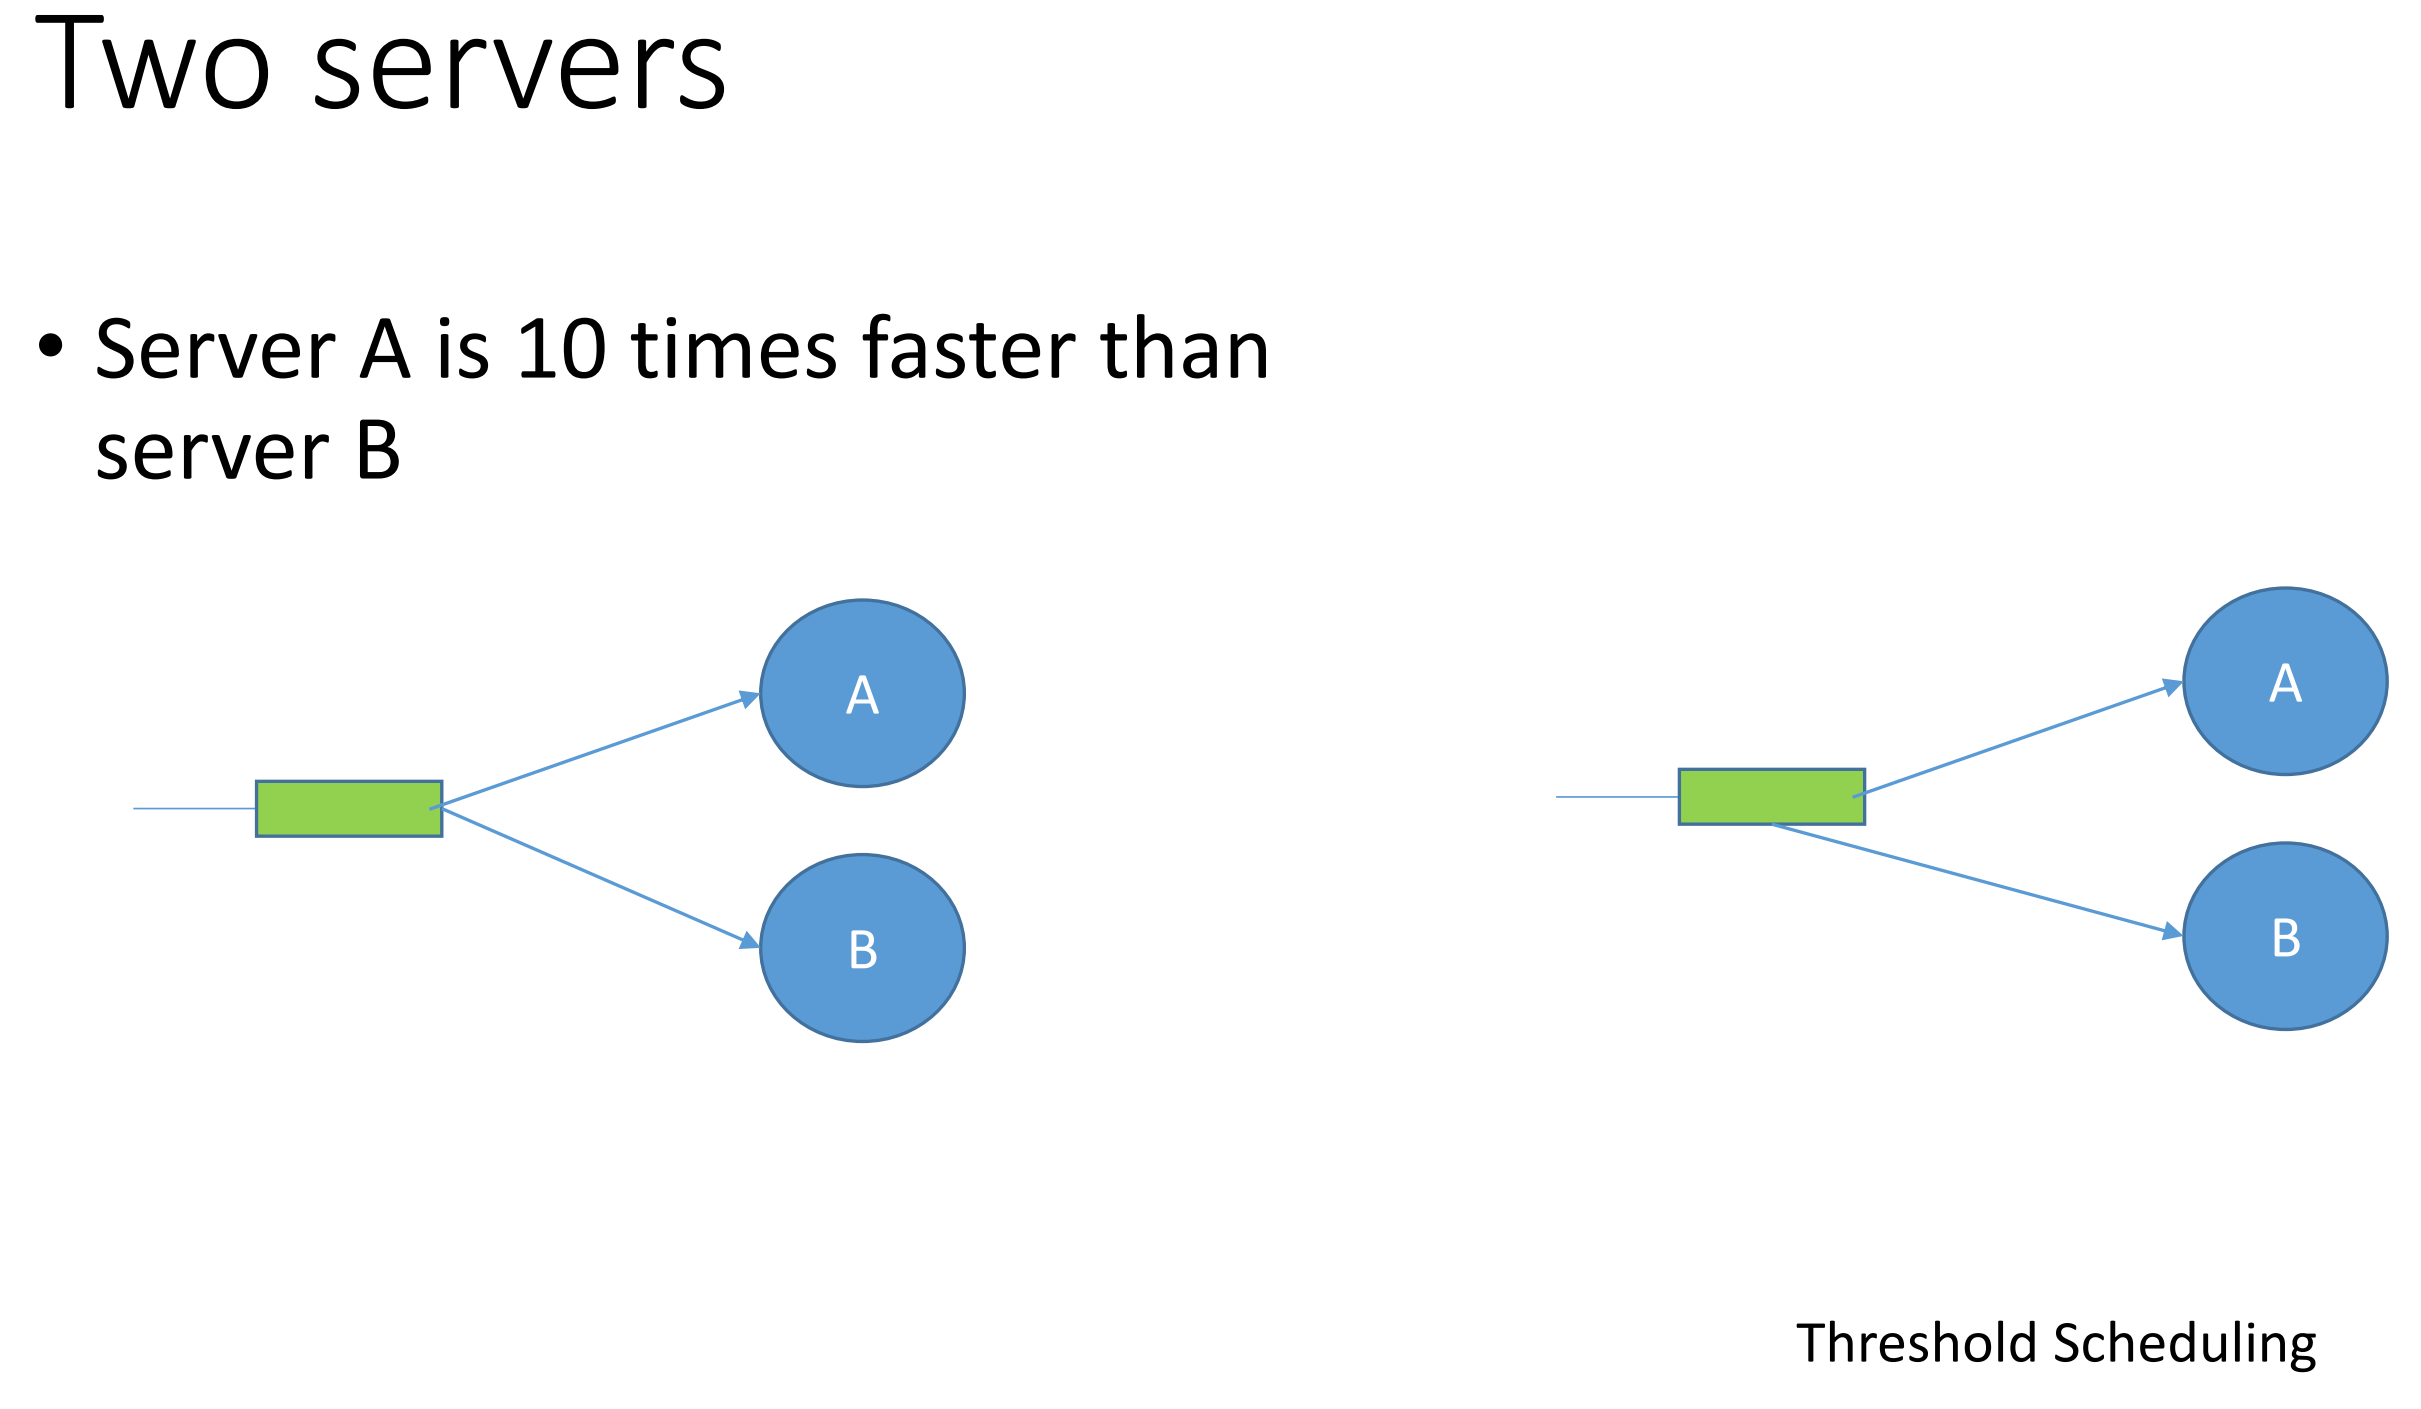 Two servers
• Server A is 10 times faster than
server B
A
B
A
B
Threshold Scheduling